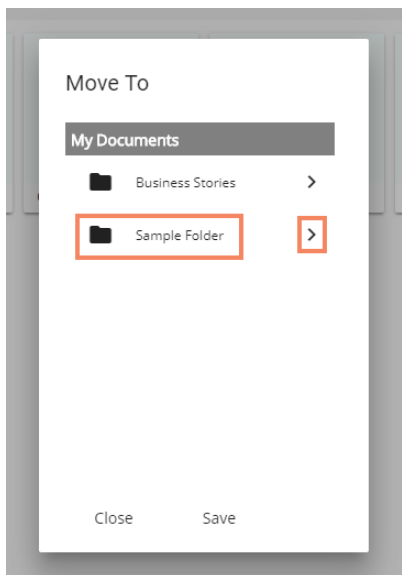 Move To
My Documents
Business Stories
Sample Folder
Close Save